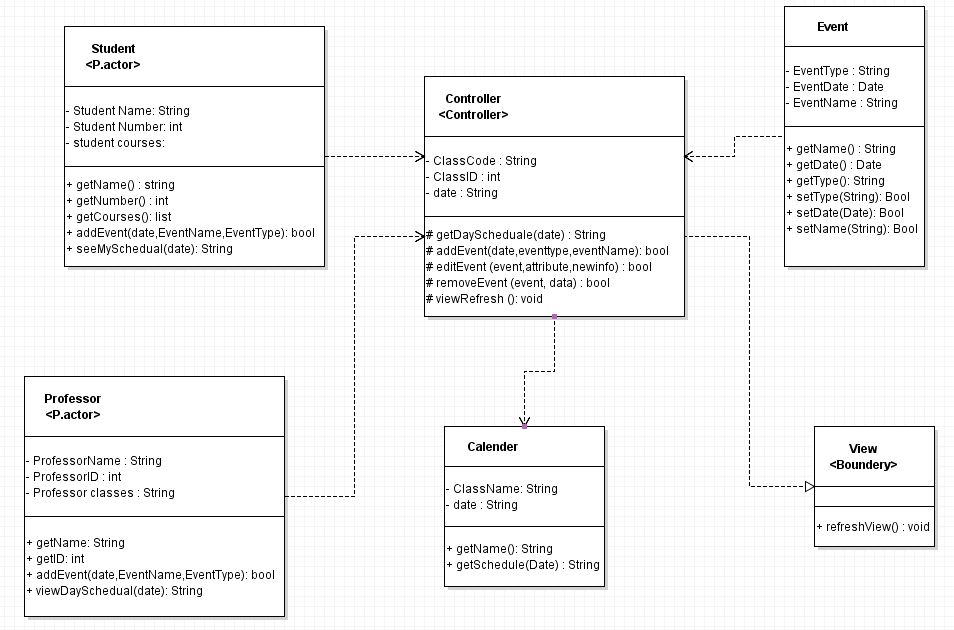 Student
<P.actor>
- Student Name: String
- Student Number: int
- student courses:
+ getName() : string
+ getNumber() : int
+ getCourses(): list
+ addEvent(date,EventName,EventType): bool
+ seeMySchedual(date): String
Controller
<Controller>
- ClassCode : String
- ClassID : int
- date : String
# getDayScheduale(date) : String
# addEvent(date,eventtype,eventName): bool
# editEvent (event,attribute,newinfo) : bool
# removeEvent (event, data) : bool
# viewRefresh (): void
Event
- EventType : String
- EventDate : Date
- EventName : String
+ getName() : String
+ getDate() : Date
+ getType(): String
+ setType(String): Bool
+ setDate(Date): Bool
+ setName(String): Bool
Professor
<P.actor>
- ProfessorName : String
- ProfessorID : int
- Professor classes : String
+ getName: String
+ getID: int
+ addEvent(date,EventName,EventType): bool
+ viewDaySchedual(date): String
Calender
- ClassName: String
- date : String
+ getName(): String
+ getSchedule(Date) : String
View
<Boundery>
+ refreshView() : void